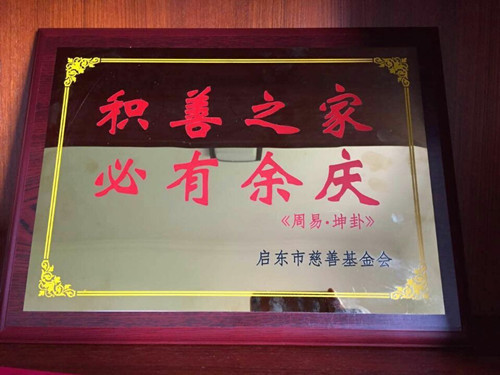 积善之家
必有余庆
《周易·坤卦》
启东市慈善基金会